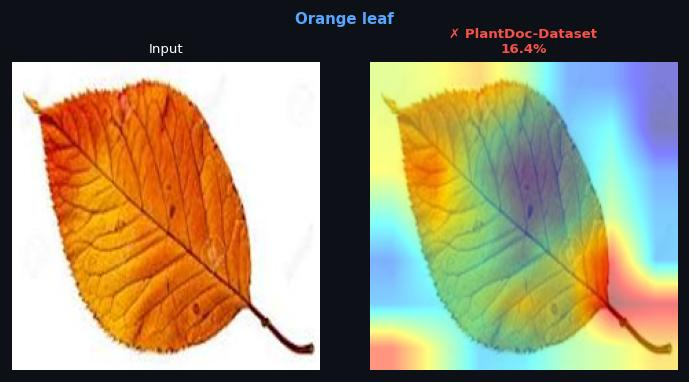 Orange leaf
Input
✗ PlantDoc-Dataset
16.4%